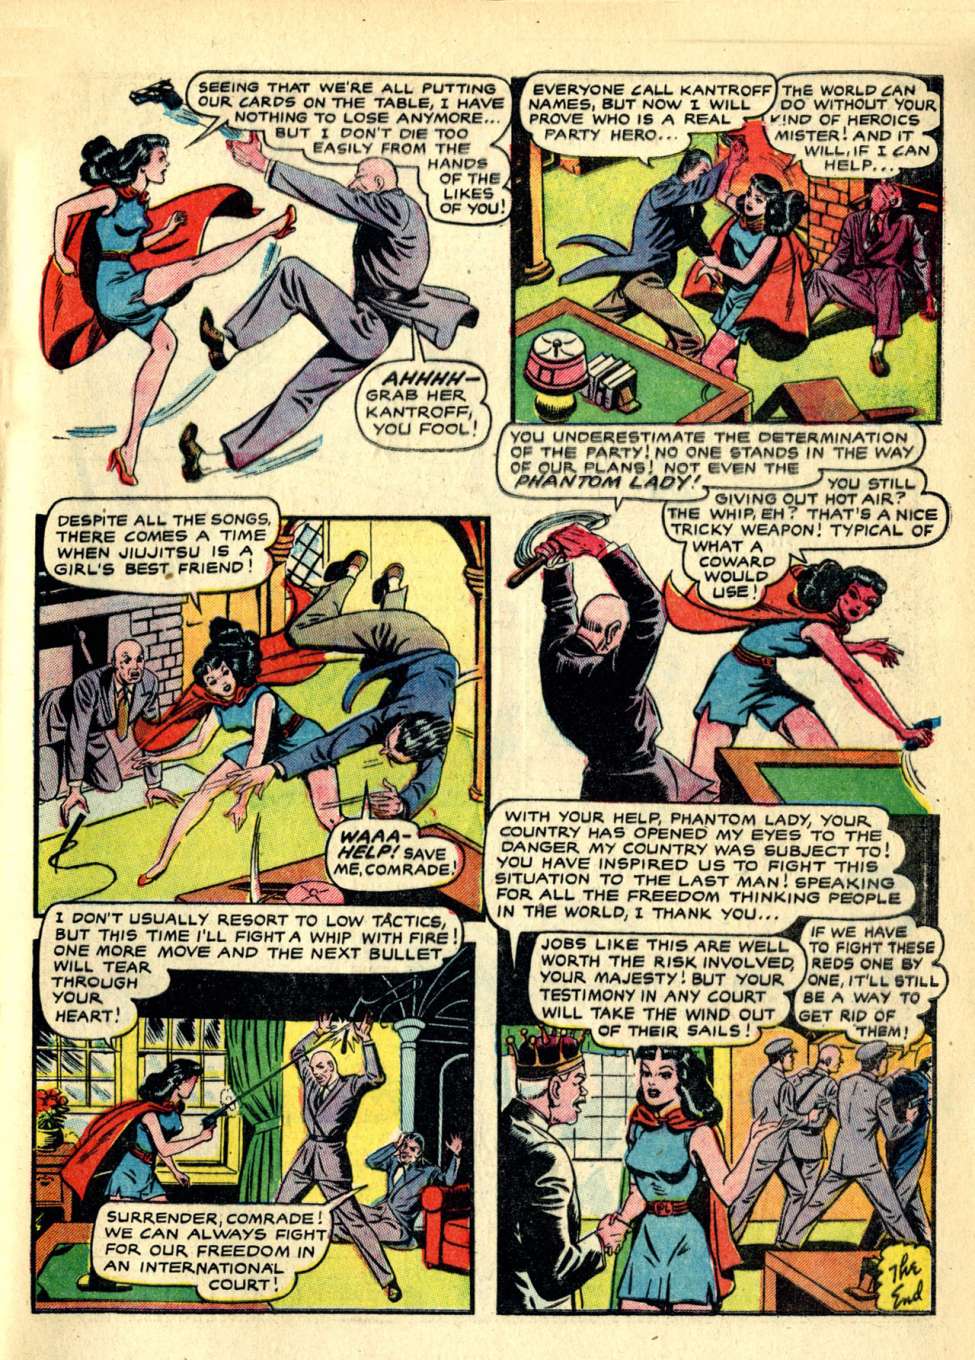 SEEING THAT WE'RE ALL PUTTING
OUR CARDS ON THE TABLE, I HAVE
NOTHING TO LOSE ANYMORE...
BUT I DON'T DIE TOO
EASILY FROM THE
HANDS
OF THE
LIKES
OF YOU!
AHHHH-
GRAB HER
KANTROFF,
YOU FOOL!
EVERYONE CALL KANTROFF
NAMES, BUT NOW I WILL
PROVE WHO IS A REAL
PARTY HERO...
THE WORLD CAN
DO WITHOUT YOUR
KIND OF HEROICS
MISTER! AND IT
WILL, IF I CAN
HELP...
DESPITE ALL THE SONGS,
THERE COMES A TIME
WHEN JIUJITSU IS A
GIRL'S BEST FRIEND!
WAAA-
HELP! SAVE
ME, COMRADE!
YOU UNDERESTIMATE THE DETERMINATION
OF THE PARTY! NO ONE STANDS IN THE WAY
OF OUR PLANS! NOT EVEN THE
PHANTOM LADY!
YOU STILL
GIVING OUT HOT AIR?
THE WHIP, EH? THAT'S A NICE
TRICKY WEAPON! TYPICAL OF
WHAT A
COWARD
WOULD
USE!
I DON'T USUALLY RESORT TO LOW TACTICS,
BUT THIS TIME I'LL FIGHT A WHIP WITH FIRE!
ONE MORE MOVE AND THE NEXT BULLET
WILL TEAR
THROUGH
YOUR
HEART!
SURRENDER, COMRADE!
WE CAN ALWAYS FIGHT
FOR OUR FREEDOM IN
AN INTERNATIONAL
COURT!
WITH YOUR HELP, PHANTOM LADY, YOUR
COUNTRY HAS OPENED MY EYES TO THE
DANGER MY COUNTRY WAS SUBJECT TO!
YOU HAVE INSPIRED US TO FIGHT THIS
SITUATION TO THE LAST MAN! SPEAKING
FOR ALL THE FREEDOM THINKING PEOPLE
IN THE WORLD, I THANK YOU...
JOBS LIKE THIS ARE WELL
WORTH THE RISK INVOLVED,
YOUR MAJESTY! BUT YOUR
TESTIMONY IN ANY COURT
WILL TAKE THE WIND OUT
OF THEIR SAILS!
IF WE HAVE
TO FIGHT THESE
REDS ONE BY
ONE, IT'LL STILL
BE A WAY TO
GET RID OF
THEM!
PL
The
End